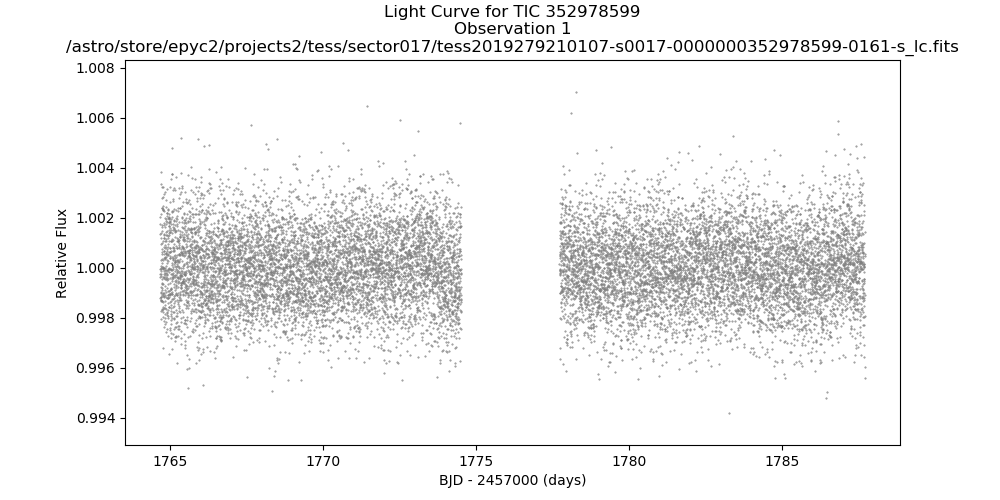 Light Curve for TIC 352978599
Observation 1
/astro/store/epyc2/projects2/tess/sector017/tess2019279210107-s0017-0000000352978599-0161-s_lc.fits
1.008
1.006
1.004
1.002
1.000
0.998
0.996
0.994
Relative Flux
1765
1770
1775
1780
1785
BJD - 2457000 (days)